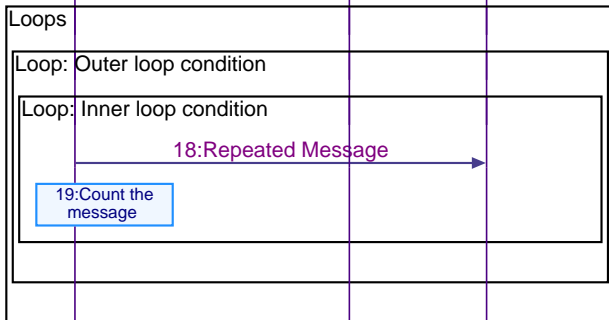 Loops
Loop: Outer loop condition
Loop: Inner loop condition
18:Repeated Message
19:Count the
message